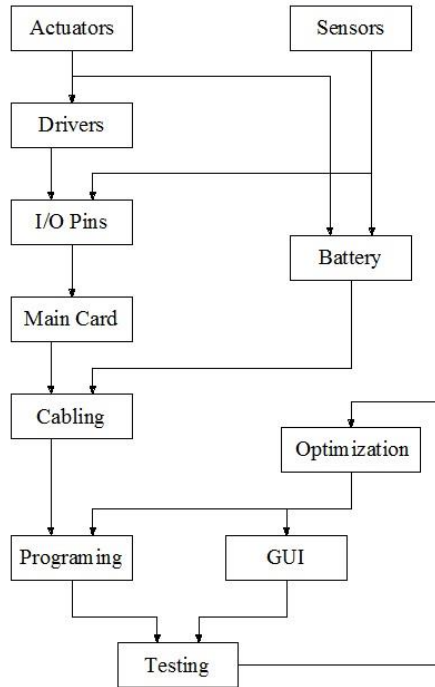 Actuators
Sensors
Drivers
I/O Pins
Battery
Main Card
Cabling
Optimization
Programing
GUI
Testing